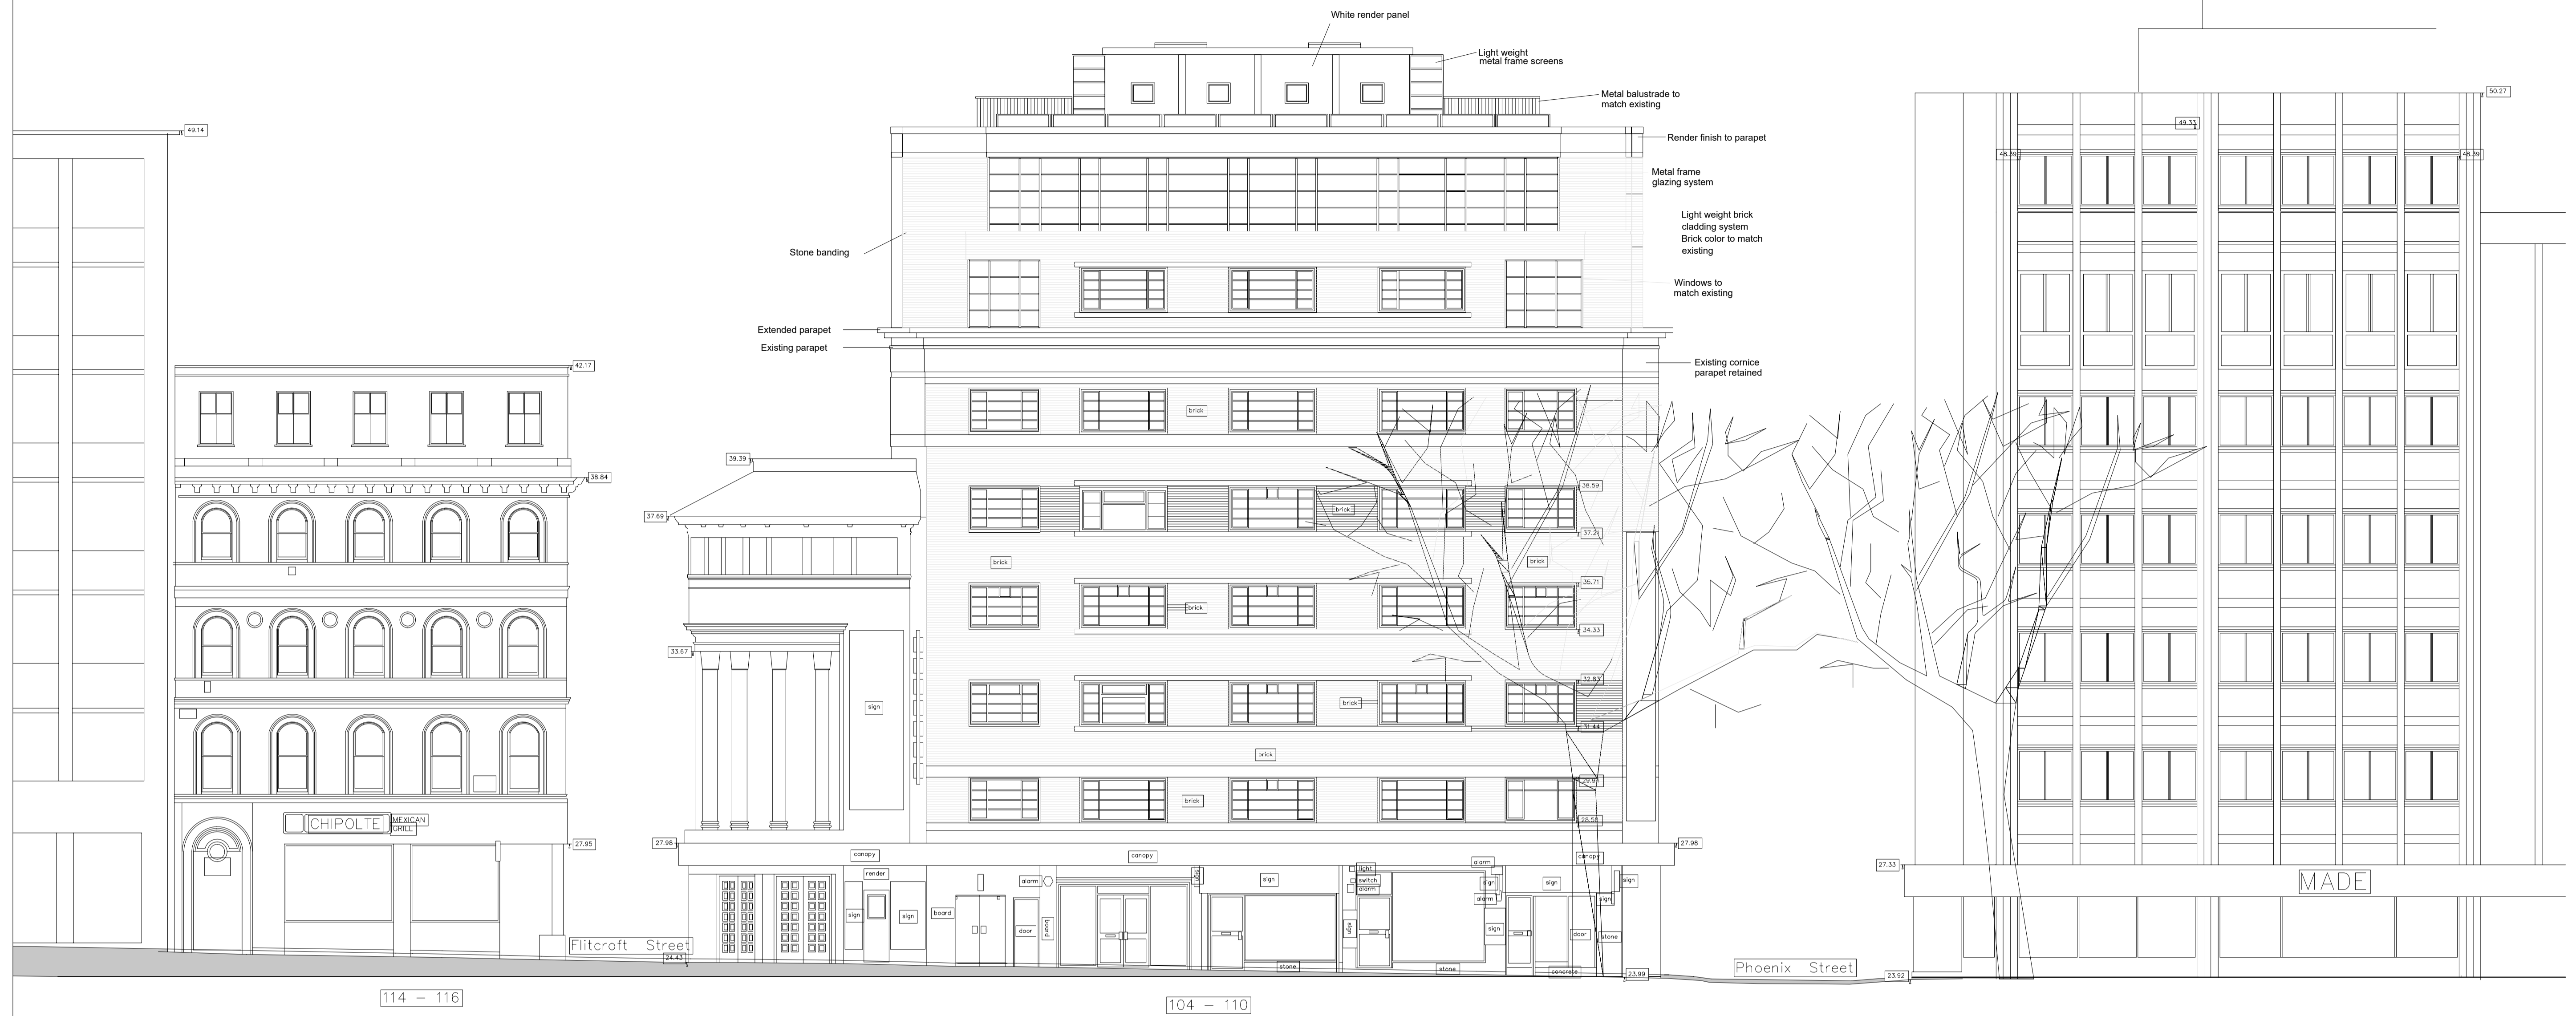 White render panel
Light weight
metal frame screens
Metal balustrade to
match existing
Render finish to parapet
Metal frame
glazing system
Light weight brick
cladding system
Brick color to match
existing
Stone banding
Windows to
match existing
Extended parapet
Existing parapet
Existing cornice
parapet retained
49.14
50.27
49.33
48.39
48.39
42.17
39.39
38.84
37.69
33.67
38.59
37.21
35.71
34.33
32.83
31.44
29.93
28.50
brick
brick
brick
brick
brick
brick
brick
brick
sign
CHIPOLTE
MEXICAN
GRILL
27.95
27.98
27.98
27.33
MADE
canopy
canopy
canopy
render
alarm
sign
sign
light
switch
alarm
alarm
sign
alarm
sign
sign
sign
sign
sign
board
door
board
sign
sign
door
stone
stone
stone
concrete
Flitcroft Street
24.43
23.99
Phoenix Street
23.92
114 - 116
104 - 110